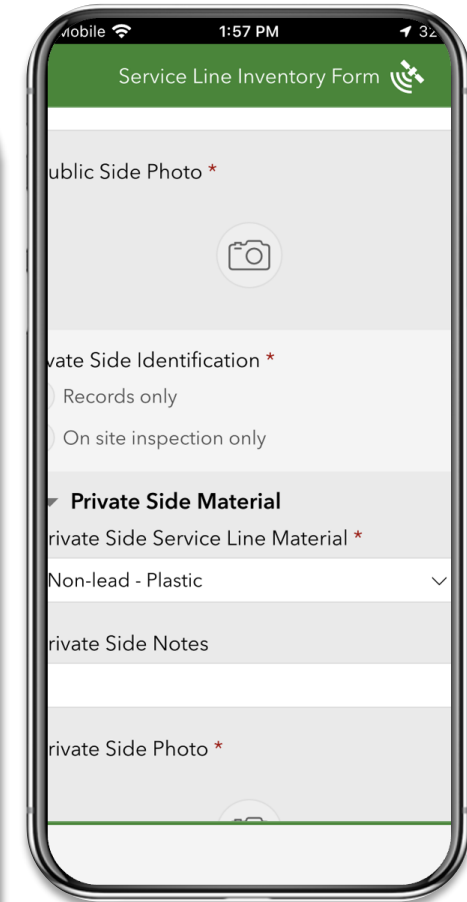 Mobile 1:57 PM 32
Service Line Inventory Form
ublic Side Photo *
vate Side Identification *
Records only
On site inspection only
Private Side Material
rivate Side Service Line Material *
Non-lead - Plastic
rivate Side Notes
rivate Side Photo *